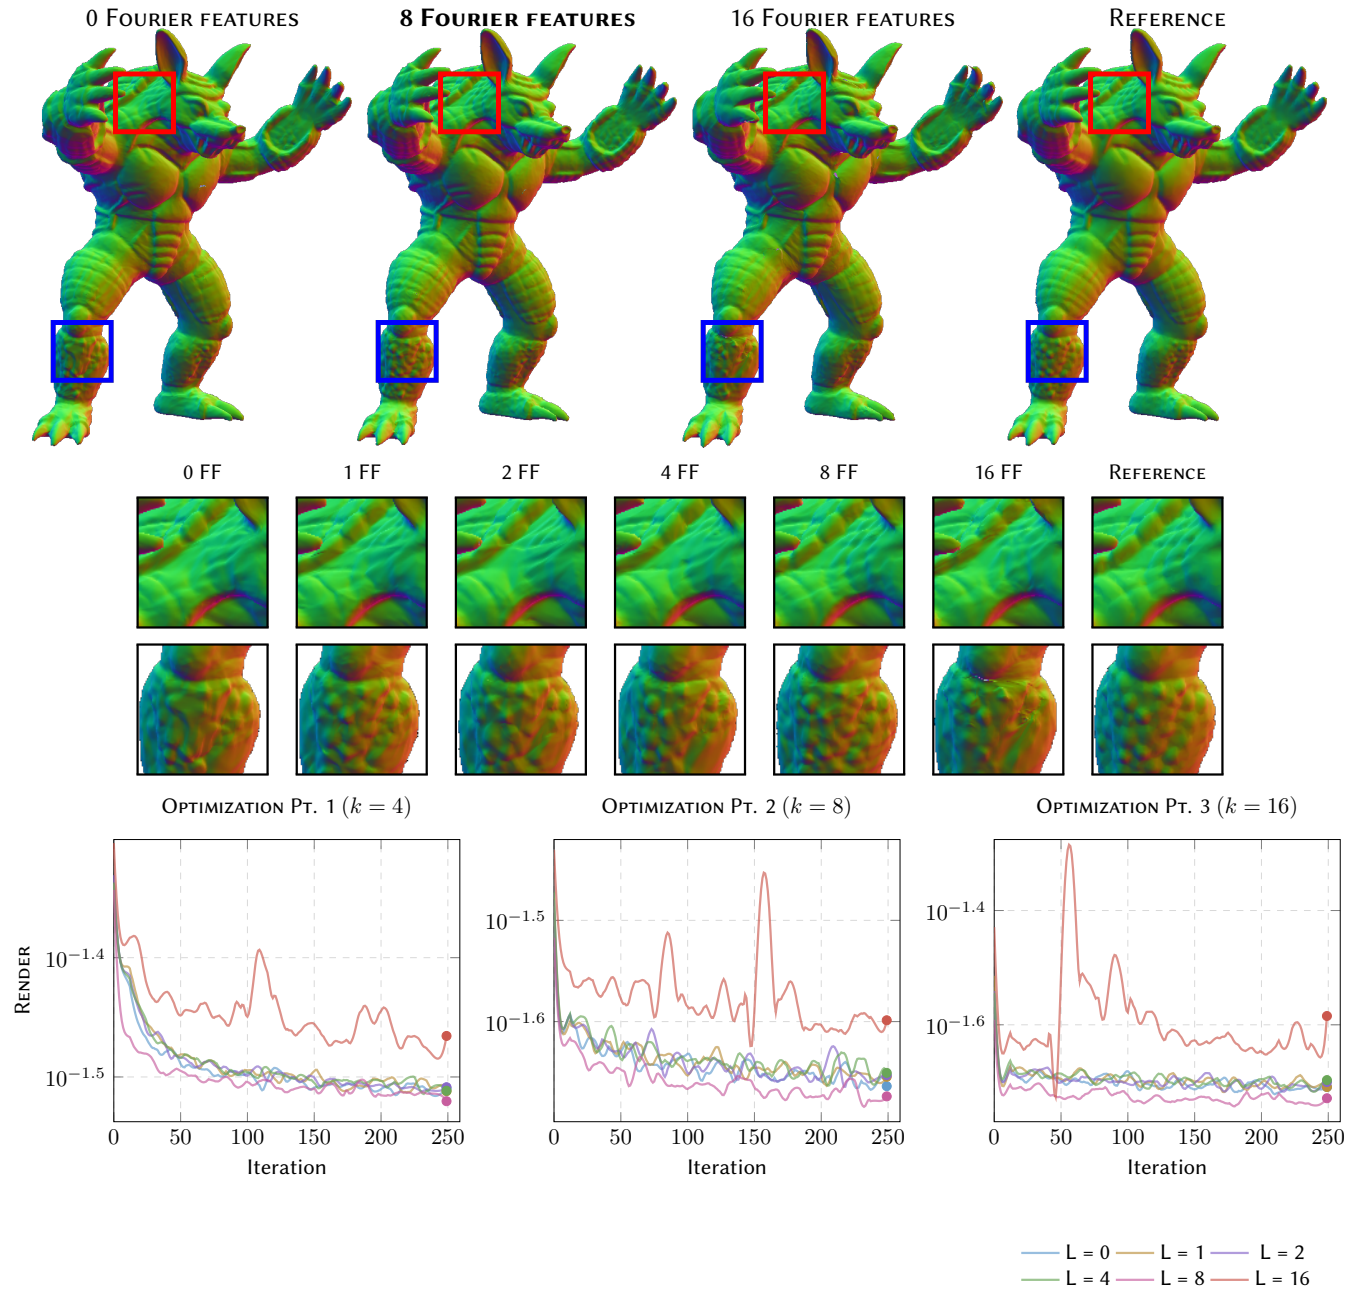 0 Fourier features 8 Fourier features 16 Fourier features Reference
0 FF 1 FF 2 FF 4 FF 8 FF 16 FF Reference
Optimization Pt. 1 (k = 4) Optimization Pt. 2 (k = 8) Optimization Pt. 3 (k = 16)
Render
10^−1.4
10^−1.5
0 50 100 150 200 250
Iteration
10^−1.5
10^−1.6
0 50 100 150 200 250
Iteration
10^−1.4
10^−1.6
0 50 100 150 200 250
Iteration
L = 0 L = 1 L = 2
L = 4 L = 8 L = 16